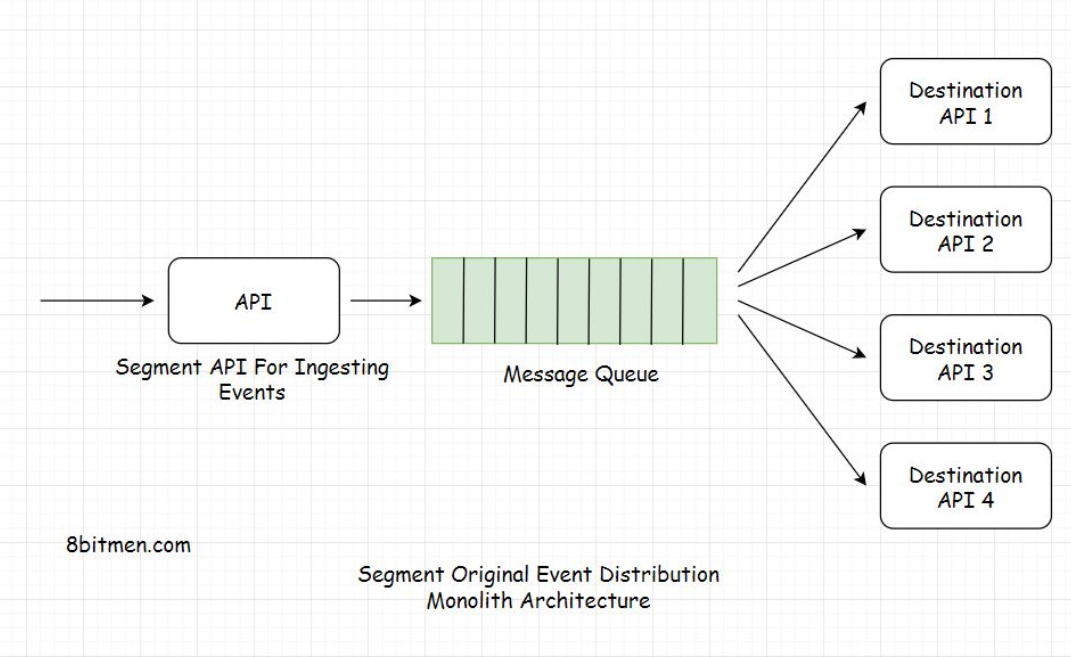 API
Segment API For Ingesting
Events
Message Queue
Destination
API 1
Destination
API 2
Destination
API 3
Destination
API 4
8bitmen.com
Segment Original Event Distribution
Monolith Architecture